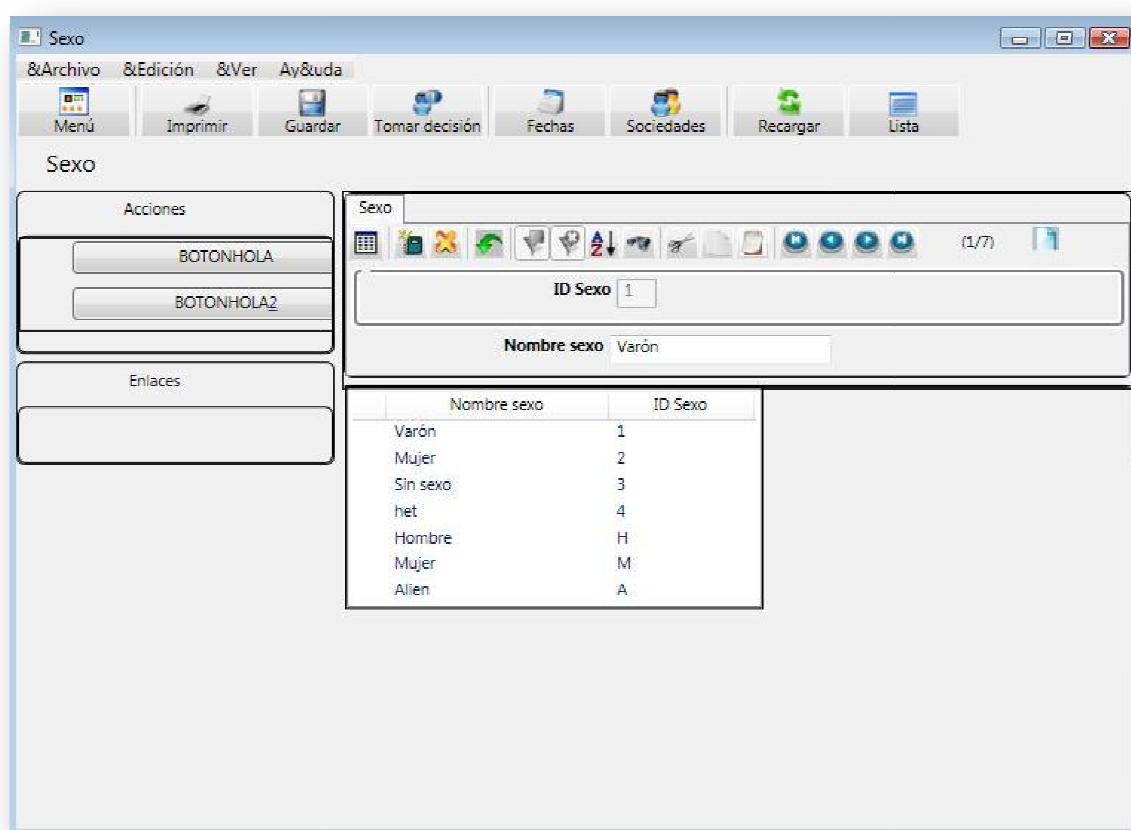 Sexo
&Archivo &Edición &Ver Ay&uda
Menú Imprimir Guardar Tomar decisión Fechas Sociedades Recargar Lista
Sexo
Acciones
BOTONHOLA
BOTONHOLA2
Enlaces
Sexo
(1/7)
ID Sexo 1
Nombre sexo Varón
Nombre sexo ID Sexo
Varón 1
Mujer 2
Sin sexo 3
het 4
Hombre H
Mujer M
Alien A